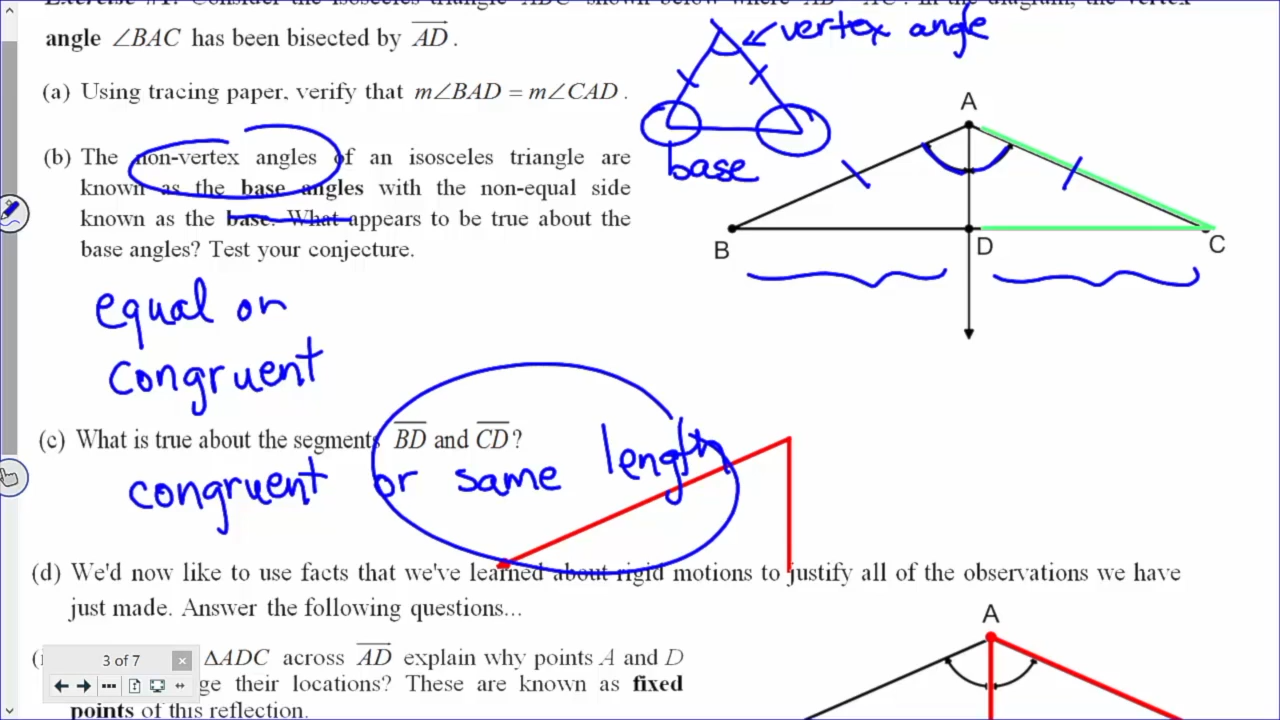 angle ∠BAC has been bisected by AD.
vertex angle
(a) Using tracing paper, verify that m∠BAD = m∠CAD.
A
(b) The non-vertex angles of an isosceles triangle are
known as the base angles with the non-equal side
known as the base. What appears to be true about the
base angles? Test your conjecture.
base
B
D
C
equal or
congruent
(c) What is true about the segments BD and CD?
congruent or same length
(d) We'd now like to use facts that we've learned about rigid motions to justify all of the observations we have
just made. Answer the following questions...
A
ΔADC across AD explain why points A and D
ge their locations? These are known as fixed
points of this reflection.
3 of 7